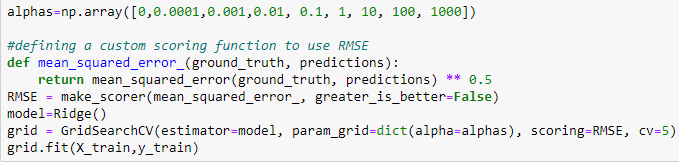 alphas=np.array([0,0.0001,0.001,0.01, 0.1, 1, 10, 100, 1000])
#defining a custom scoring function to use RMSE
def mean_squared_error_(ground_truth, predictions):
    return mean_squared_error(ground_truth, predictions) ** 0.5
RMSE = make_scorer(mean_squared_error_, greater_is_better=False)
model=Ridge()
grid = GridSearchCV(estimator=model, param_grid=dict(alpha=alphas), scoring=RMSE, cv=5)
grid.fit(X_train,y_train)